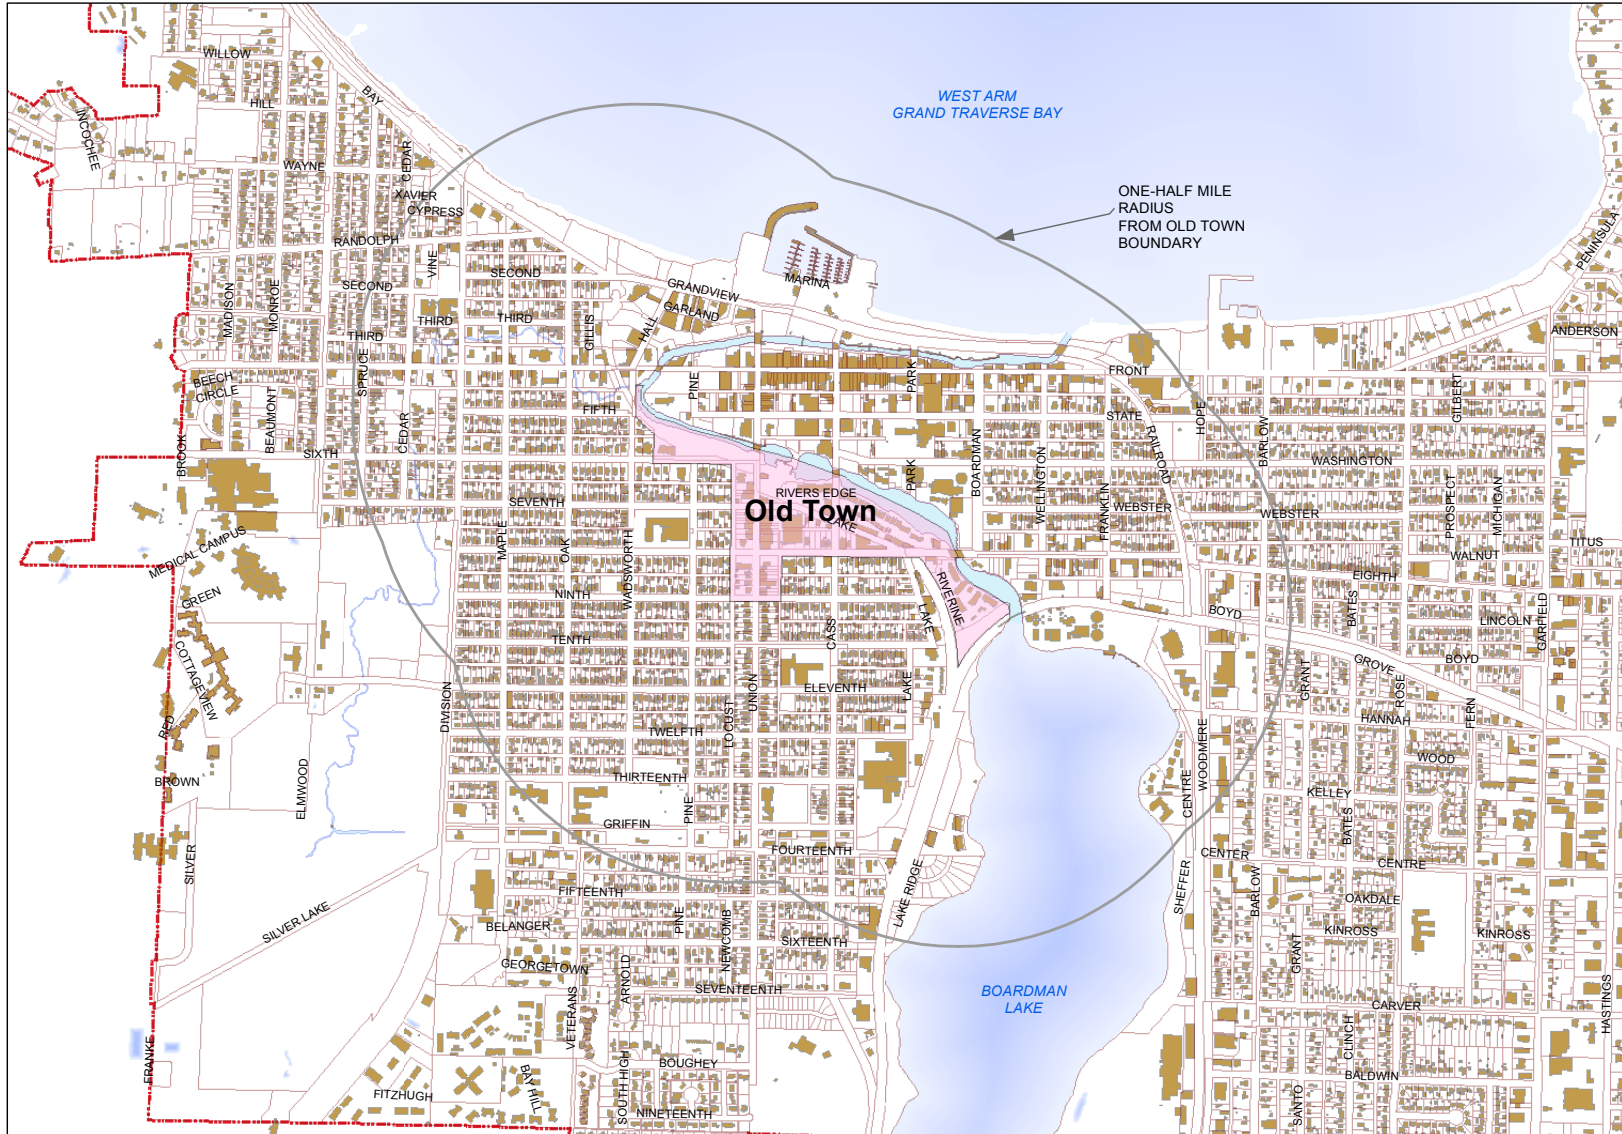 WILLOW
BAY
HILL
INCOCHEE
WEST ARM
GRAND TRAVERSE BAY
WAYNE
CEDAR
XAVIER
CYPRESS
ONE-HALF MILE
RADIUS
FROM OLD TOWN
BOUNDARY
PENINSULA
RANDOLPH
VINE
SECOND
SECOND
GRANDVIEW
MARINA
MADISON
MONROE
GARLAND
THIRD
THIRD
THIRD
GILLIS
HALL
ANDERSON
SPRUCE
BEECH
CIRCLE
BEAUMONT
PINE
PARK
FRONT
GILBERT
FIFTH
STATE
HOPE
CEDAR
BROOK
SIXTH
BOARDMAN
RAILROAD
BARLOW
WASHINGTON
PARK
WELLINGTON
SEVENTH
RIVERS EDGE
Old Town
LAKE
FRANKLIN
WEBSTER
WEBSTER
PROSPECT
MICHIGAN
MAPLE
OAK
WADSWORTH
TITUS
MEDICAL CAMPUS
WALNUT
EIGHTH
GREEN
NINTH
RIVERINE
LAKE
BOYD
BATES
GARFIELD
LINCOLN
TENTH
CASS
COTTAGEVIEW
GROVE
BOYD
DIVISION
ELEVENTH
UNION
LAKE
GRANT
ROSE
RED
LOCUST
TWELFTH
HANNAH
FERN
WOODMERE
WOOD
BROWN
ELMWOOD
THIRTEENTH
CENTRE
KELLEY
PINE
GRIFFIN
BATES
SILVER
FOURTEENTH
CENTER
CENTRE
LAKE RIDGE
SHEFFER
BARLOW
FIFTEENTH
OAKDALE
SILVER LAKE
BELANGER
PINE
NEWCOMB
SIXTEENTH
KINROSS
KINROSS
GEORGETOWN
ARNOLD
GRANT
SEVENTEENTH
BOARDMAN
LAKE
CARVER
HASTINGS
VETERANS
FRANKE
CLINCH
BOUGHEY
BALDWIN
FITZHUGH
BAY HILL
SOUTH HIGH
NINETEENTH
SANTO